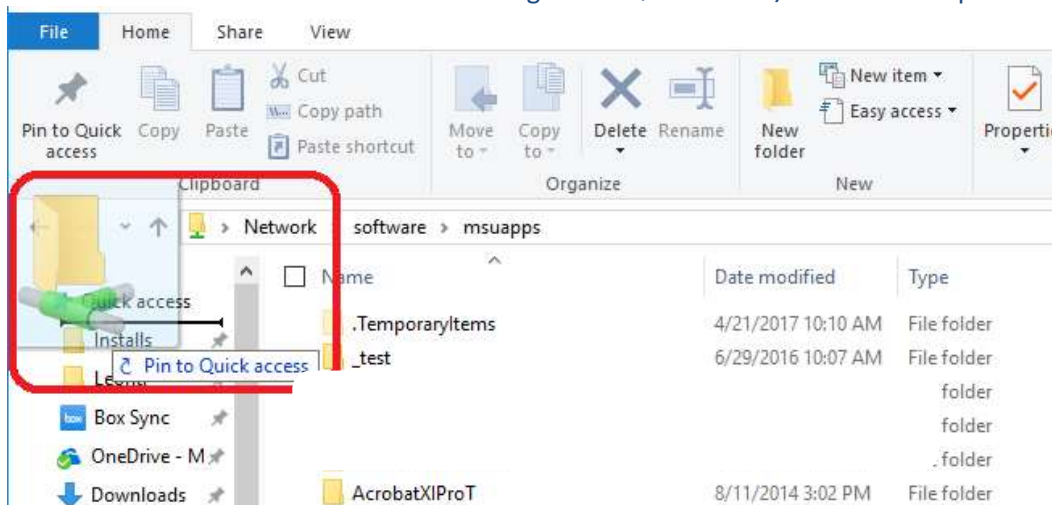 File Home Share View
Cut
Copy path
Paste shortcut
Pin to Quick access
Copy
Paste
Clipboard
Move to
Copy to
Delete
Rename
Organize
New folder
New item
Easy access
New
Properti
Network software msuapps
Name Date modified Type
Quick access
Installs
Pin to Quick access
Box Sync
OneDrive - M
Downloads
.TemporaryItems 4/21/2017 10:10 AM File folder
_test 6/29/2016 10:07 AM File folder
folder
folder
folder
AcrobatXIProT 8/11/2014 3:02 PM File folder